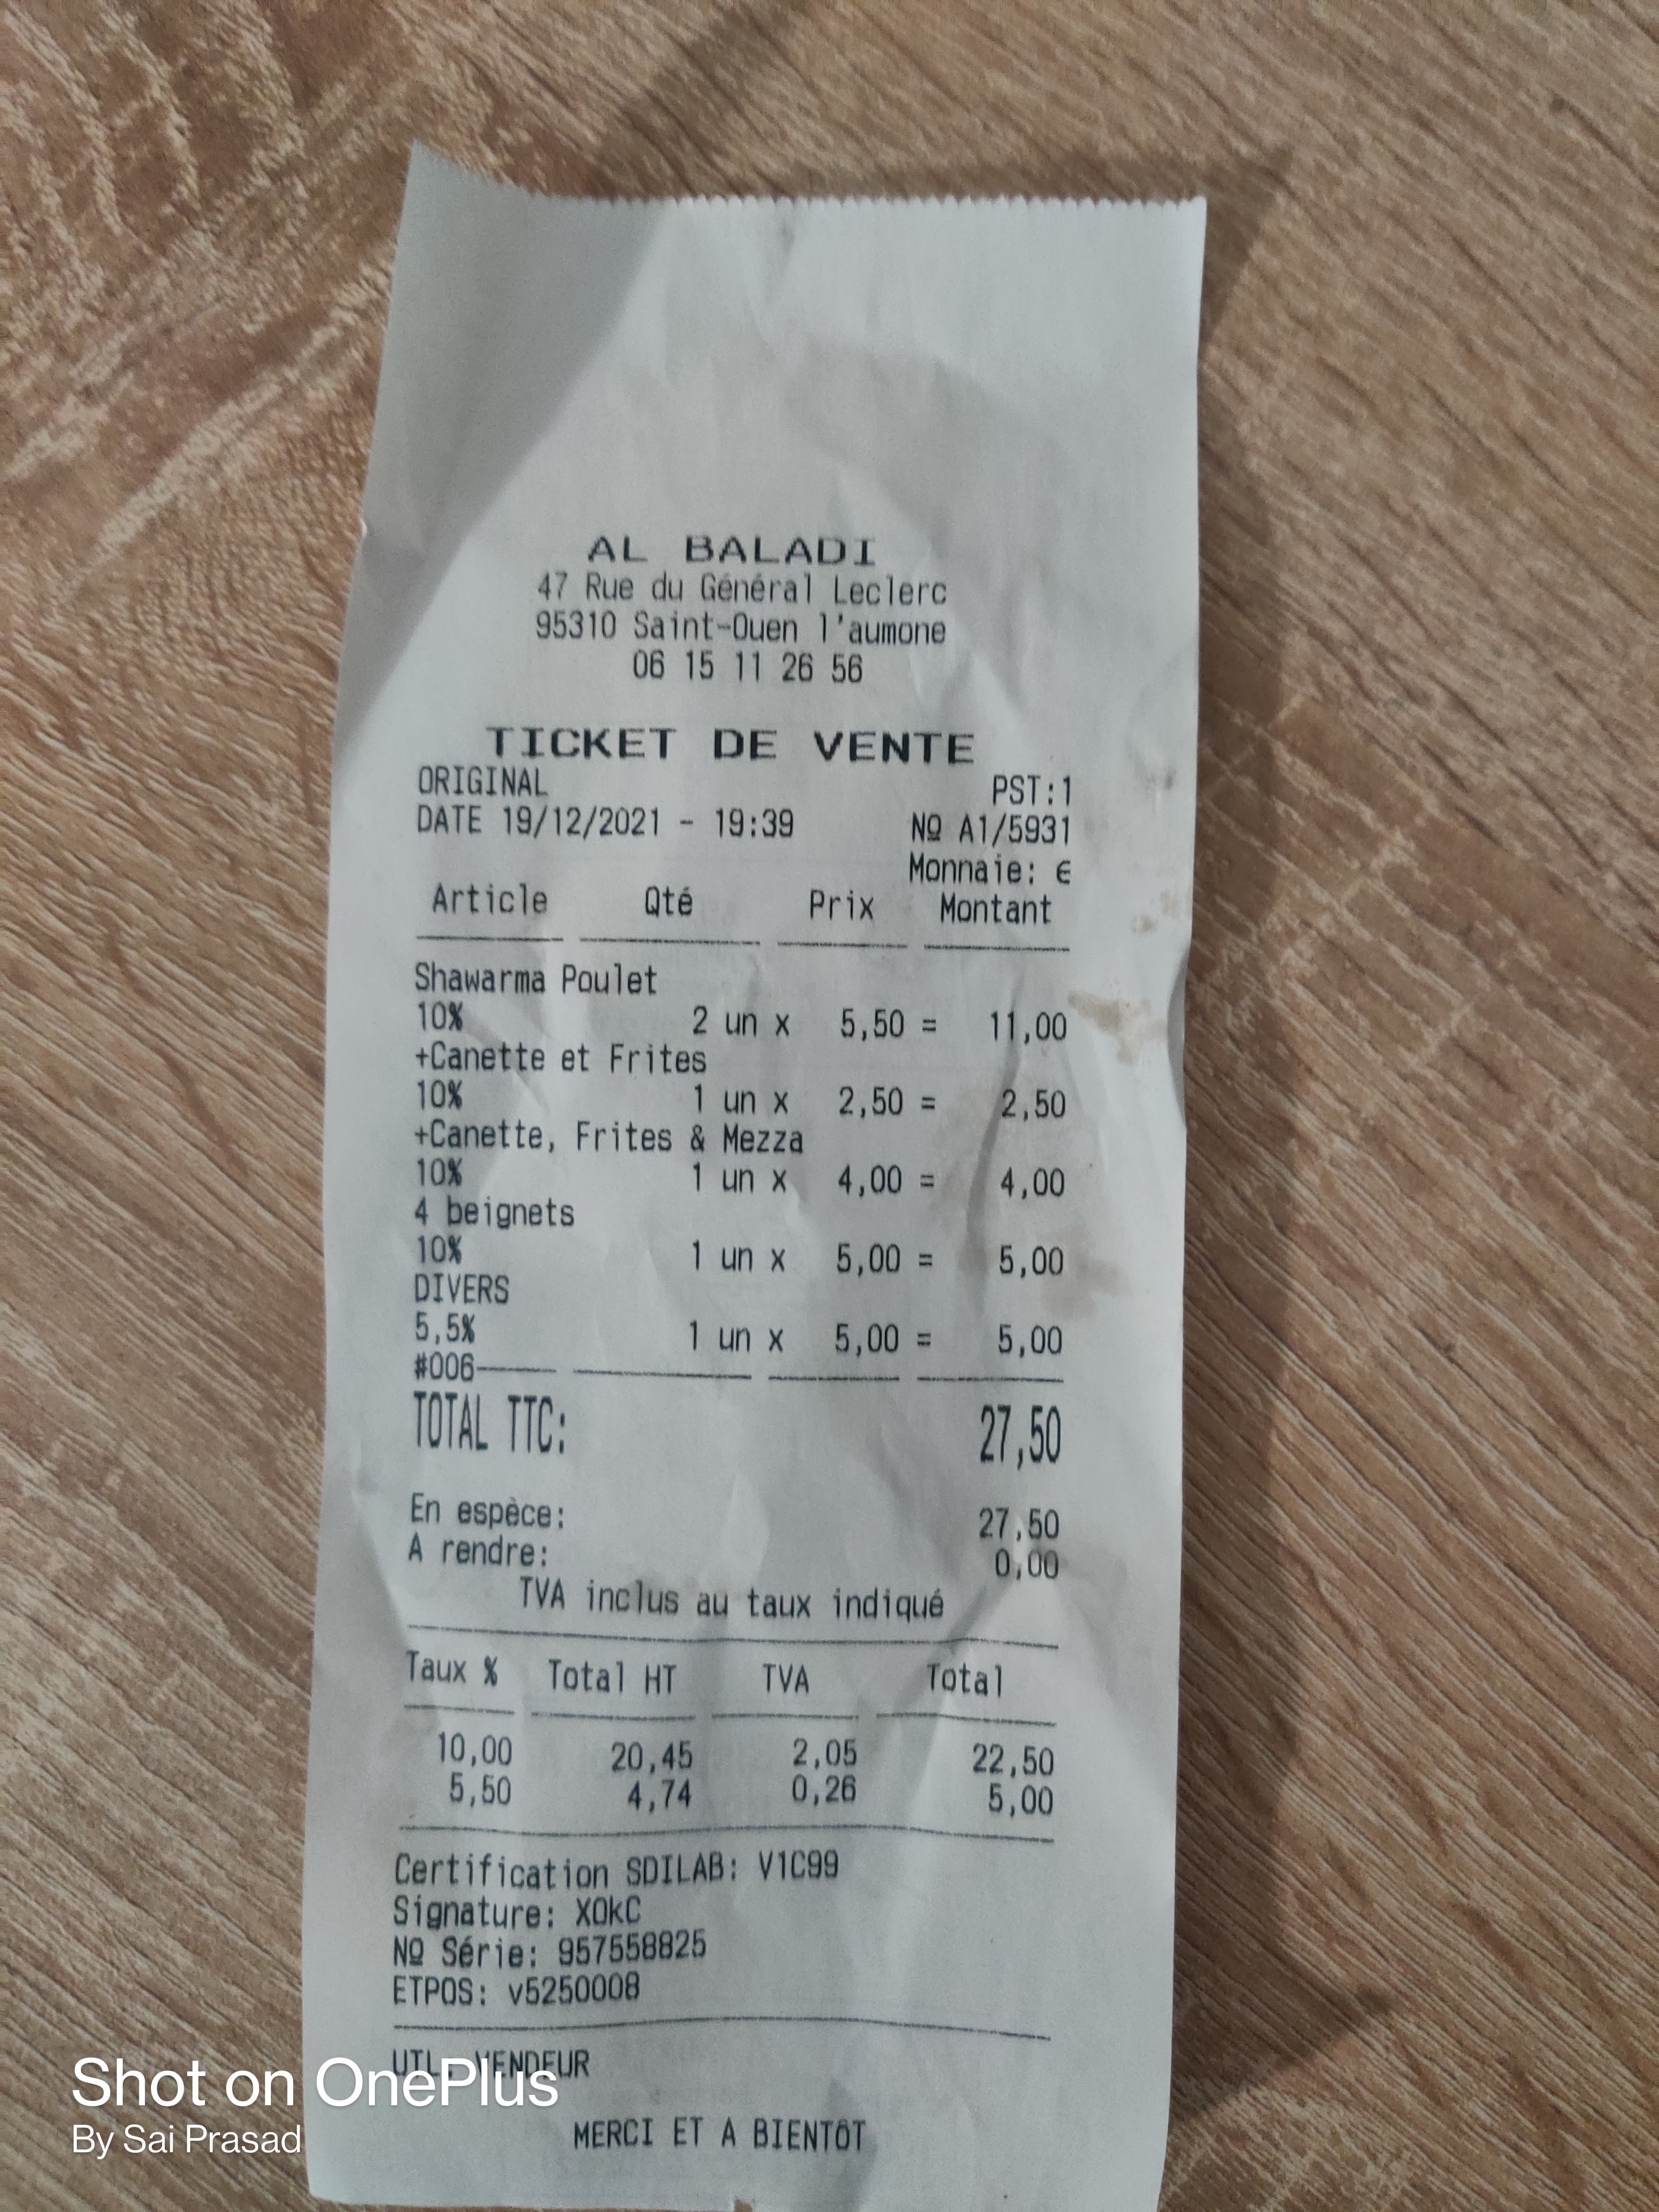 AL BALADI
47 Rue du Général Leclerc
95310 Saint-Ouen l'aumone
06 15 11 26 56
TICKET DE VENTE
ORIGINAL PST:1
DATE 19/12/2021 - 19:39 Nº A1/5931
Monnaie: €
Article Qté Prix Montant
Shawarma Poulet
10% 2 un x 5,50 = 11,00
+Canette et Frites
10% 1 un x 2,50 = 2,50
+Canette, Frites & Mezza
10% 1 un x 4,00 = 4,00
4 beignets
10% 1 un x 5,00 = 5,00
DIVERS
5,5% 1 un x 5,00 = 5,00
#006
TOTAL TTC: 27,50
En espèce: 27,50
A rendre: 0,00
TVA inclus au taux indiqué
Taux % Total HT TVA Total
10,00 20,45 2,05 22,50
5,50 4,74 0,26 5,00
Certification SDILAB: V1C99
Signature: XOkC
Nº Série: 957558825
ETPOS: v5250008
UTL. VENDEUR
MERCI ET A BIENTÔT
Shot on OnePlus
By Sai Prasad